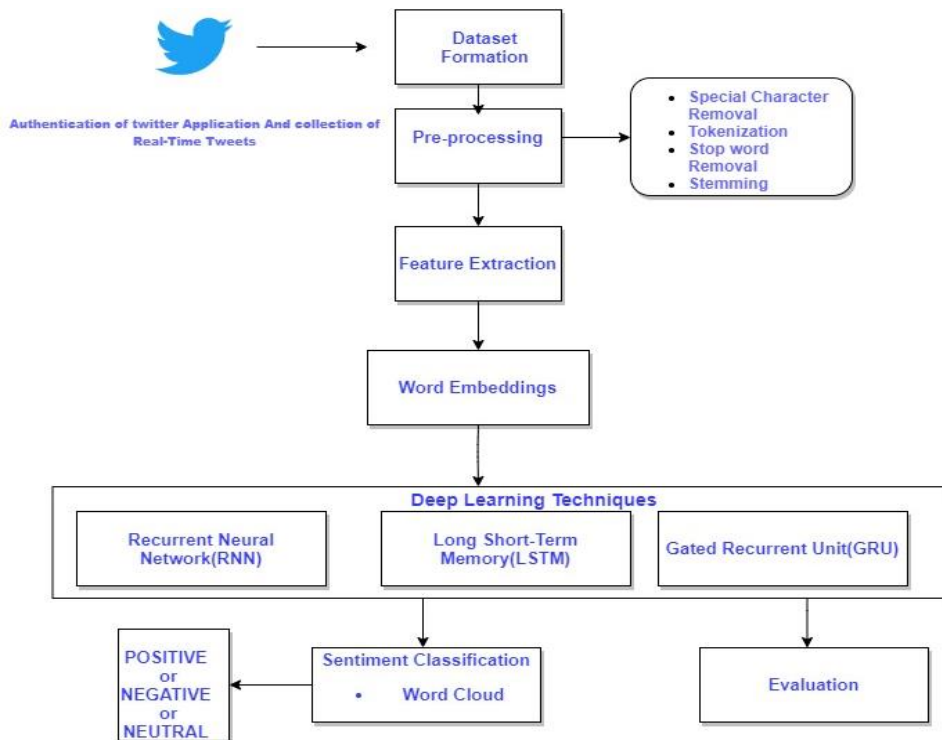 Dataset
Formation
Authentication of twitter Application And collection of
Real-Time Tweets
Pre-processing
• Special Character
Removal
• Tokenization
• Stop word
Removal
• Stemming
Feature Extraction
Word Embeddings
Deep Learning Techniques
Recurrent Neural
Network(RNN)
Long Short-Term
Memory(LSTM)
Gated Recurrent Unit(GRU)
POSITIVE
or
NEGATIVE
or
NEUTRAL
Sentiment Classification
• Word Cloud
Evaluation